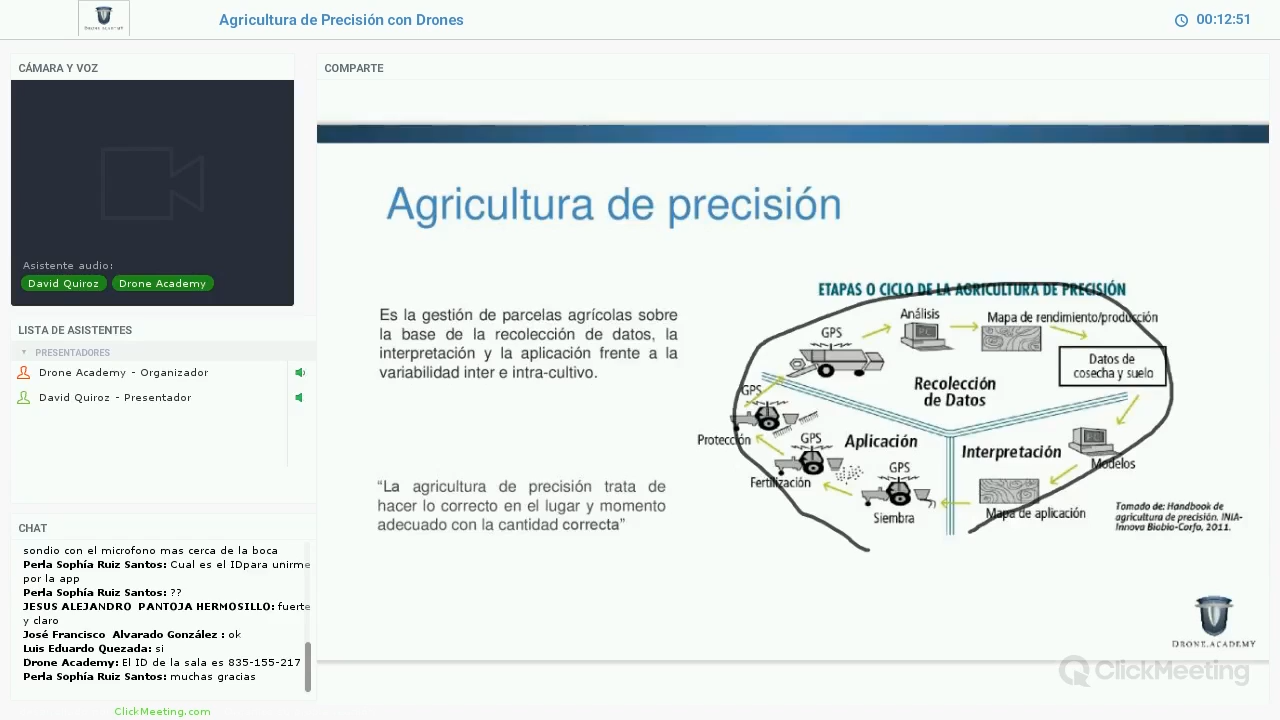 DRONE.ACADEMY
Agricultura de Precisión con Drones
00:12:51
CÁMARA Y VOZ
Asistente audio:
David Quiroz
Drone Academy
LISTA DE ASISTENTES
PRESENTADORES
Drone Academy - Organizador
David Quiroz - Presentador
CHAT
sondio con el microfono mas cerca de la boca
Perla Sophía Ruiz Santos: Cual es el IDpara unirme
por la app
Perla Sophía Ruiz Santos: ??
JESUS ALEJANDRO PANTOJA HERMOSILLO: fuerte
y claro
José Francisco Alvarado González : ok
Luis Eduardo Quezada: si
Drone Academy: El ID de la sala es 835-155-217
Perla Sophía Ruiz Santos: muchas gracias
ClickMeeting.com
COMPARTE
Agricultura de precisión
Es la gestión de parcelas agrícolas sobre
la base de la recolección de datos, la
interpretación y la aplicación frente a la
variabilidad inter e intra-cultivo.
“La agricultura de precisión trata de
hacer lo correcto en el lugar y momento
adecuado con la cantidad correcta”
ETAPAS O CICLO DE LA AGRICULTURA DE PRECISIÓN
GPS
Análisis
Mapa de rendimiento/producción
Datos de
cosecha y suelo
Recolección
de Datos
GPS
Protección
GPS
Aplicación
Fertilización
GPS
Siembra
Interpretación
Modelos
Mapa de aplicación
Tomado de: Handbook de
agricultura de precisión. INIA-
Innova Biobio-Corfo, 2011.
DRONE.ACADEMY
ClickMeeting